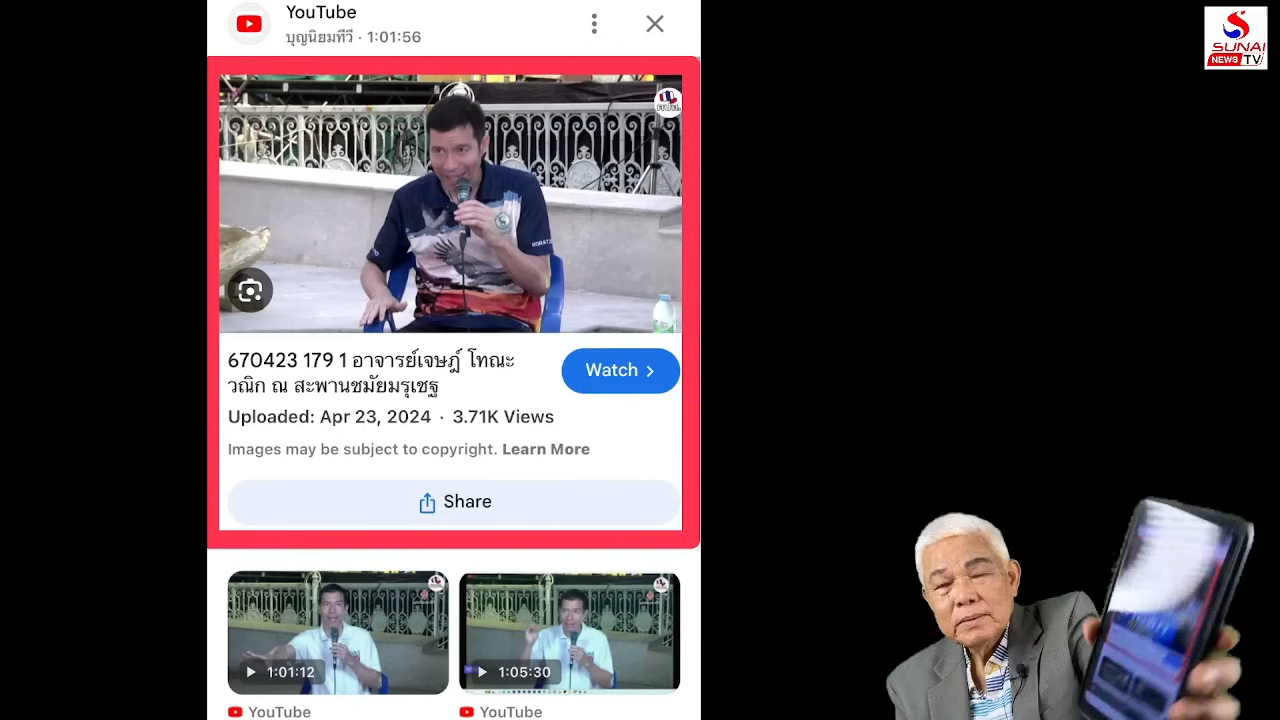 YouTube
บุญนิยมทีวี · 1:01:56
SUNAI
NEWS TV
670423 179 1 อาจารย์เจษฎ์ โทณะ
วณิก ณ สะพานชมัยมรุเชฐ
Watch
Uploaded: Apr 23, 2024 · 3.71K Views
Images may be subject to copyright. Learn More
Share
1:01:12
1:05:30
YouTube
YouTube